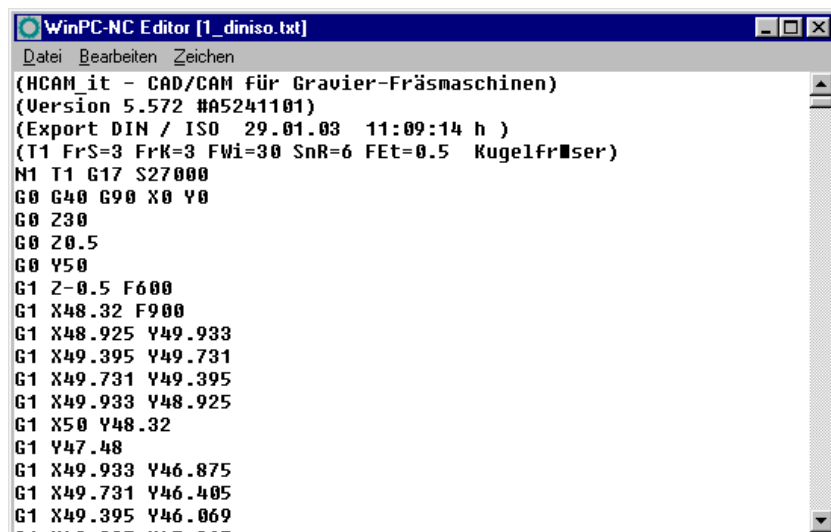 WinPC-NC Editor [1_diniso.txt]
Datei Bearbeiten Zeichen
(HCAM_it - CAD/CAM für Gravier-Fräsmaschinen)
(Version 5.572 #A5241101)
(Export DIN / ISO 29.01.03 11:09:14 h )
(T1 FrS=3 FrK=3 FWi=30 SnR=6 FEt=0.5 Kugelfr█ser)
N1 T1 G17 S27000
G0 G40 G90 X0 Y0
G0 Z30
G0 Z0.5
G0 Y50
G1 Z-0.5 F600
G1 X48.32 F900
G1 X48.925 Y49.933
G1 X49.395 Y49.731
G1 X49.731 Y49.395
G1 X49.933 Y48.925
G1 X50 Y48.32
G1 Y47.48
G1 X49.933 Y46.875
G1 X49.731 Y46.405
G1 X49.395 Y46.069